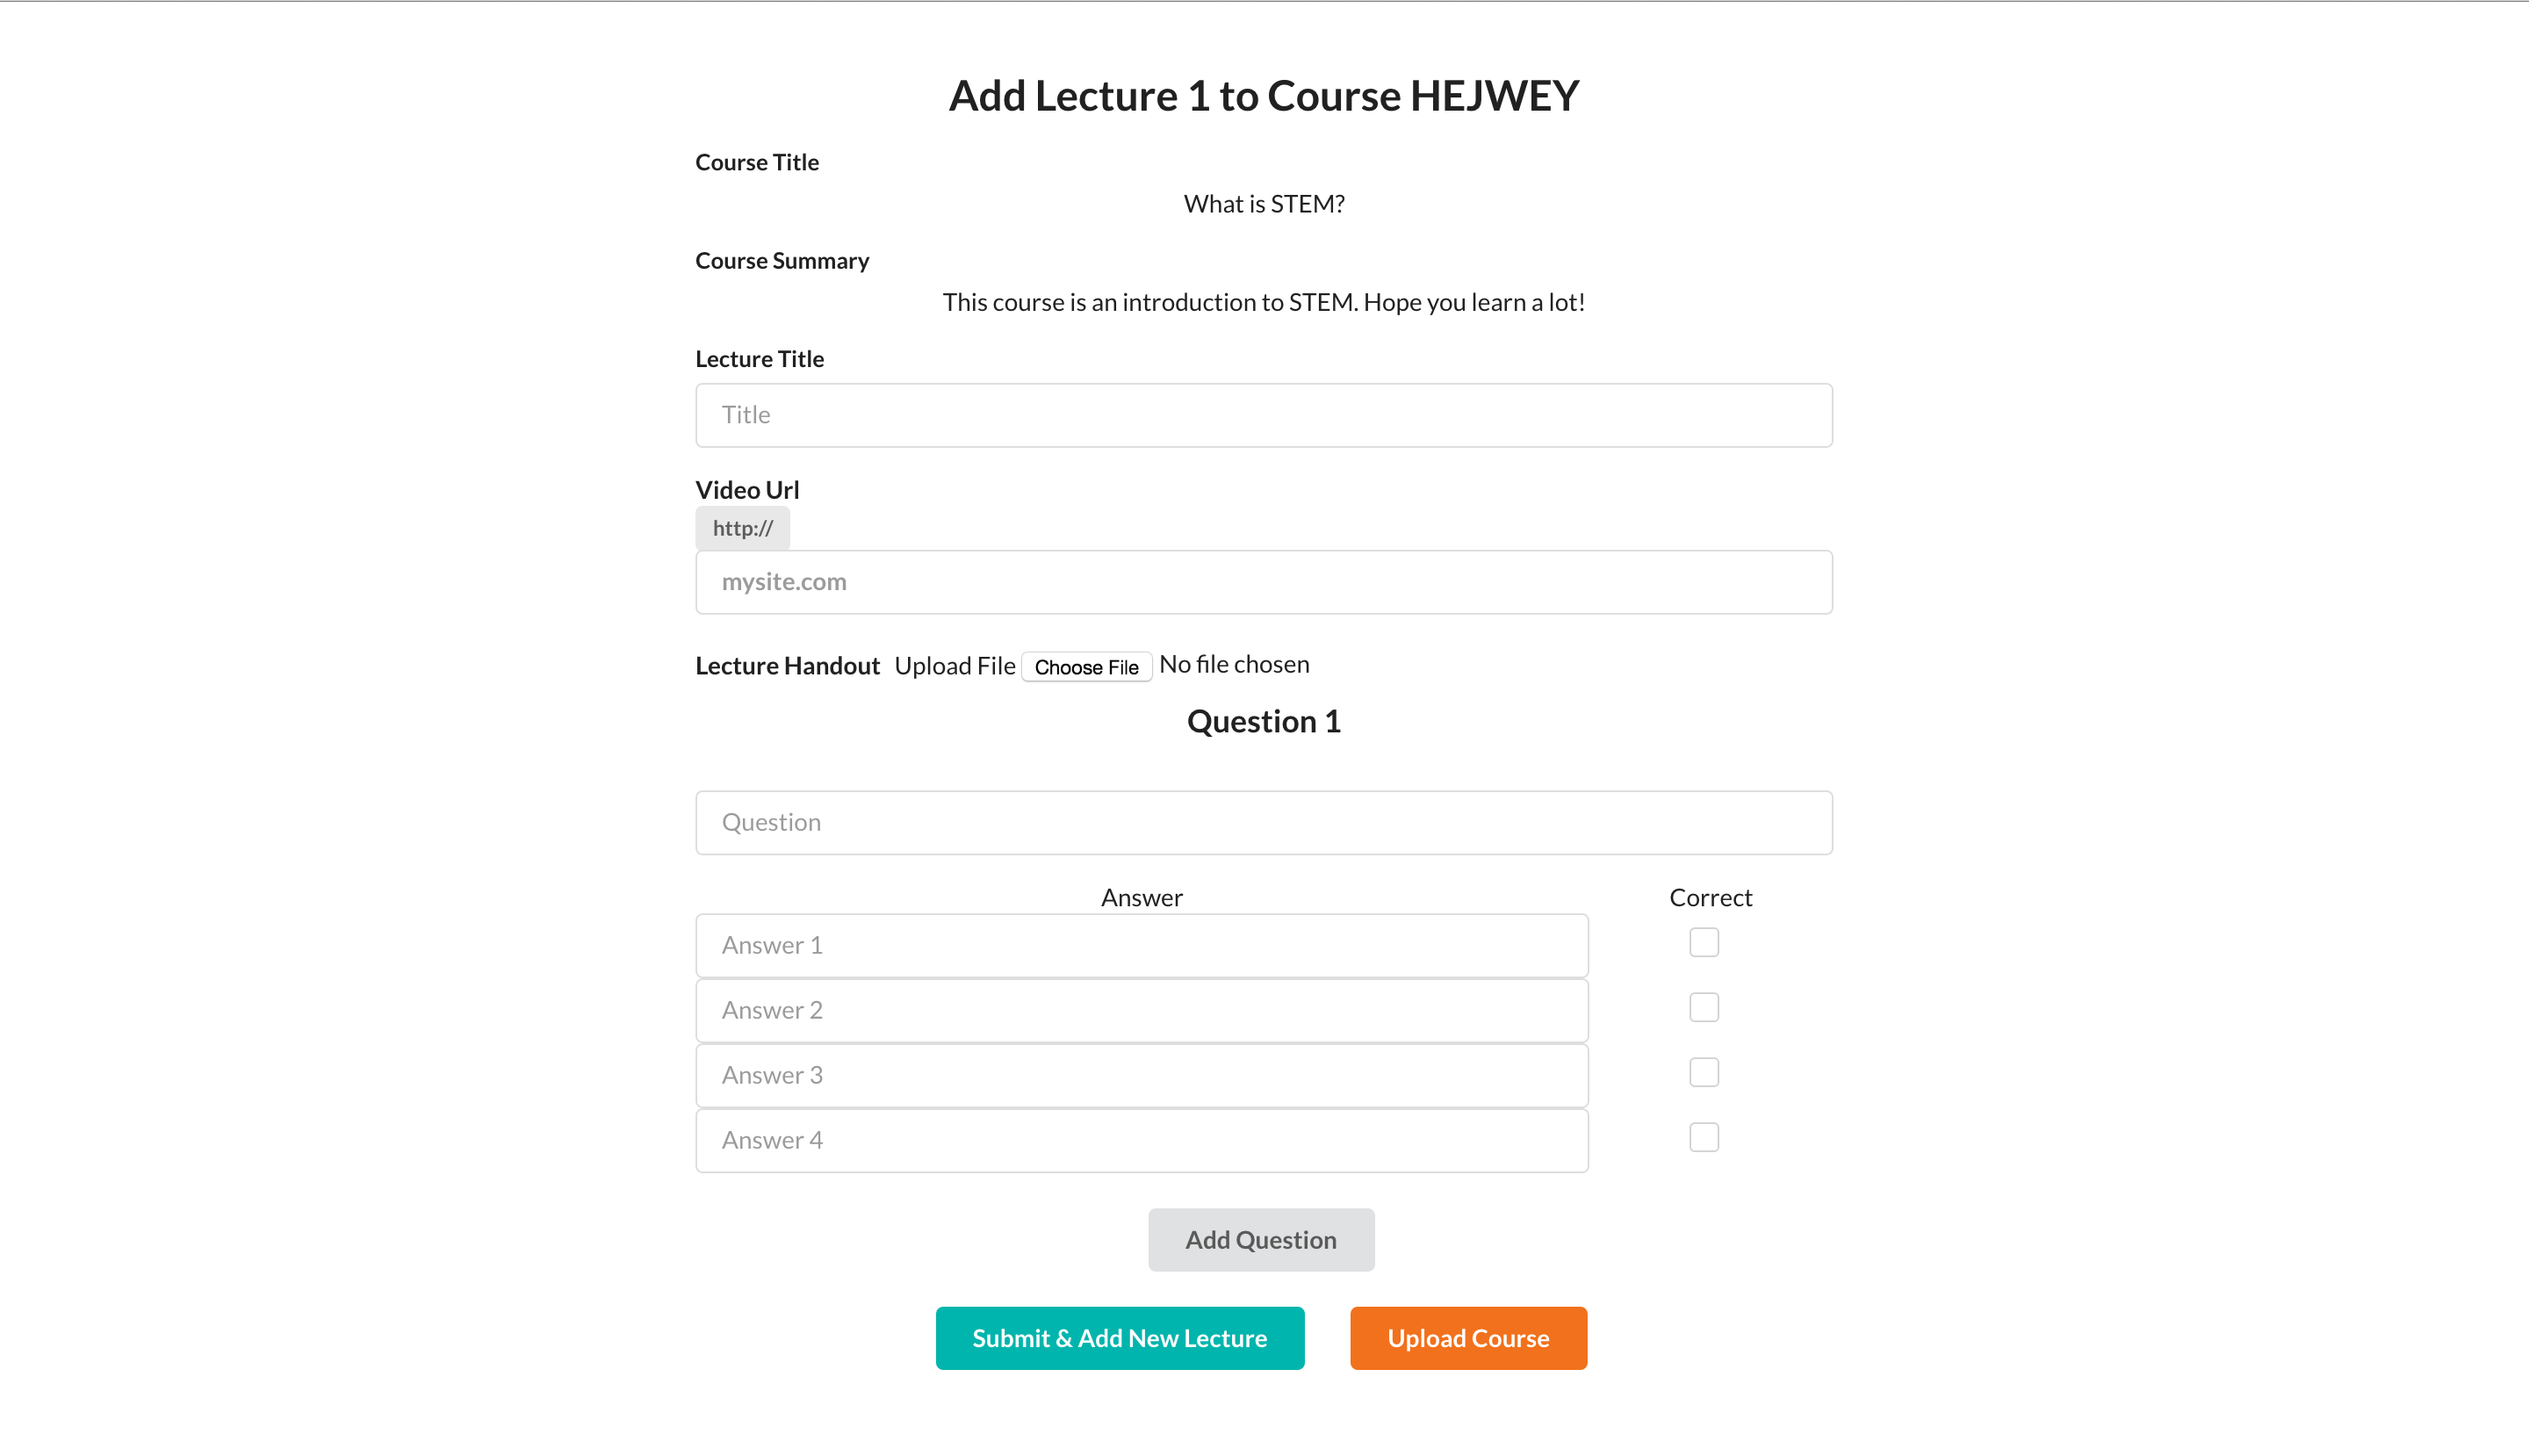 Add Lecture 1 to Course HEJWEY
Course Title
What is STEM?
Course Summary
This course is an introduction to STEM. Hope you learn a lot!
Lecture Title
Title
Video Url
http://
mysite.com
Lecture Handout Upload File Choose File No file chosen
Question 1
Question
Answer Correct
Answer 1
Answer 2
Answer 3
Answer 4
Add Question
Submit & Add New Lecture Upload Course